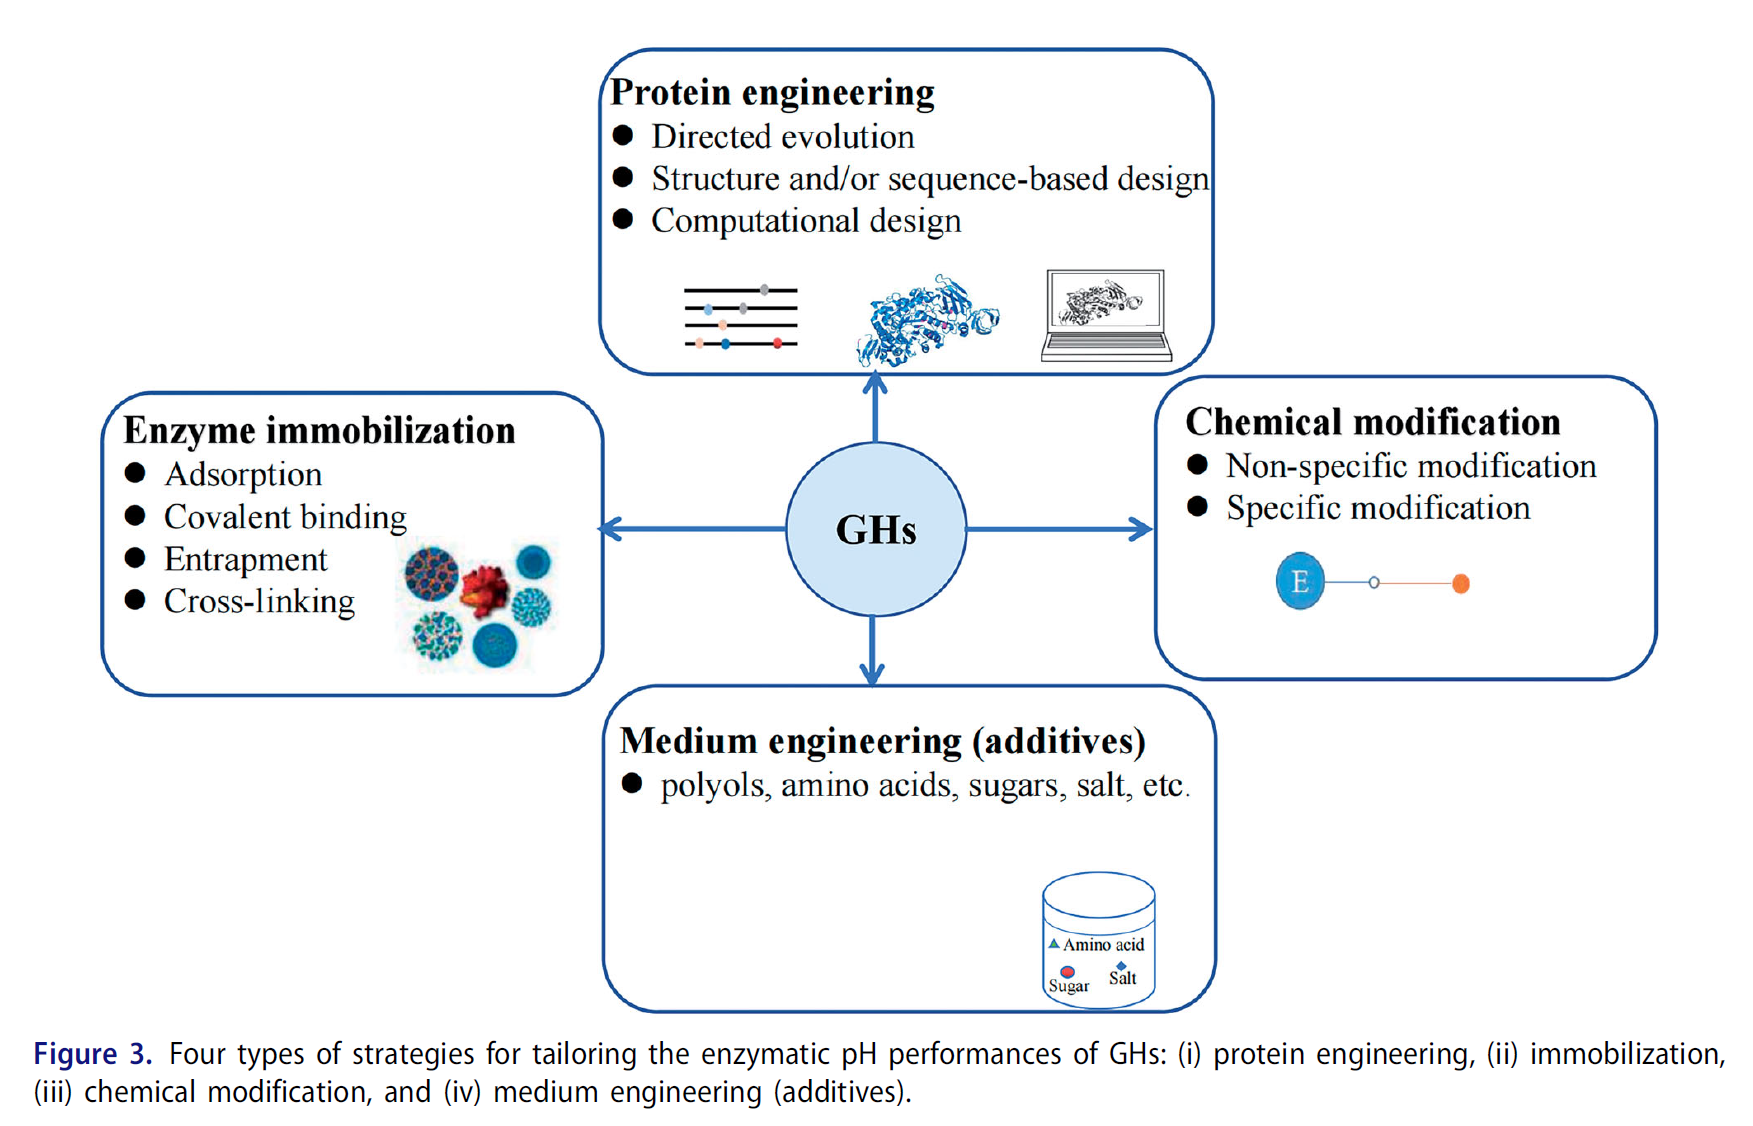 Protein engineering
● Directed evolution
● Structure and/or sequence-based design
● Computational design
Enzyme immobilization
● Adsorption
● Covalent binding
● Entrapment
● Cross-linking
GHs
Chemical modification
● Non-specific modification
● Specific modification
E
Medium engineering (additives)
● polyols, amino acids, sugars, salt, etc.
Amino acid
Sugar
Salt
Figure 3. Four types of strategies for tailoring the enzymatic pH performances of GHs: (i) protein engineering, (ii) immobilization,
(iii) chemical modification, and (iv) medium engineering (additives).